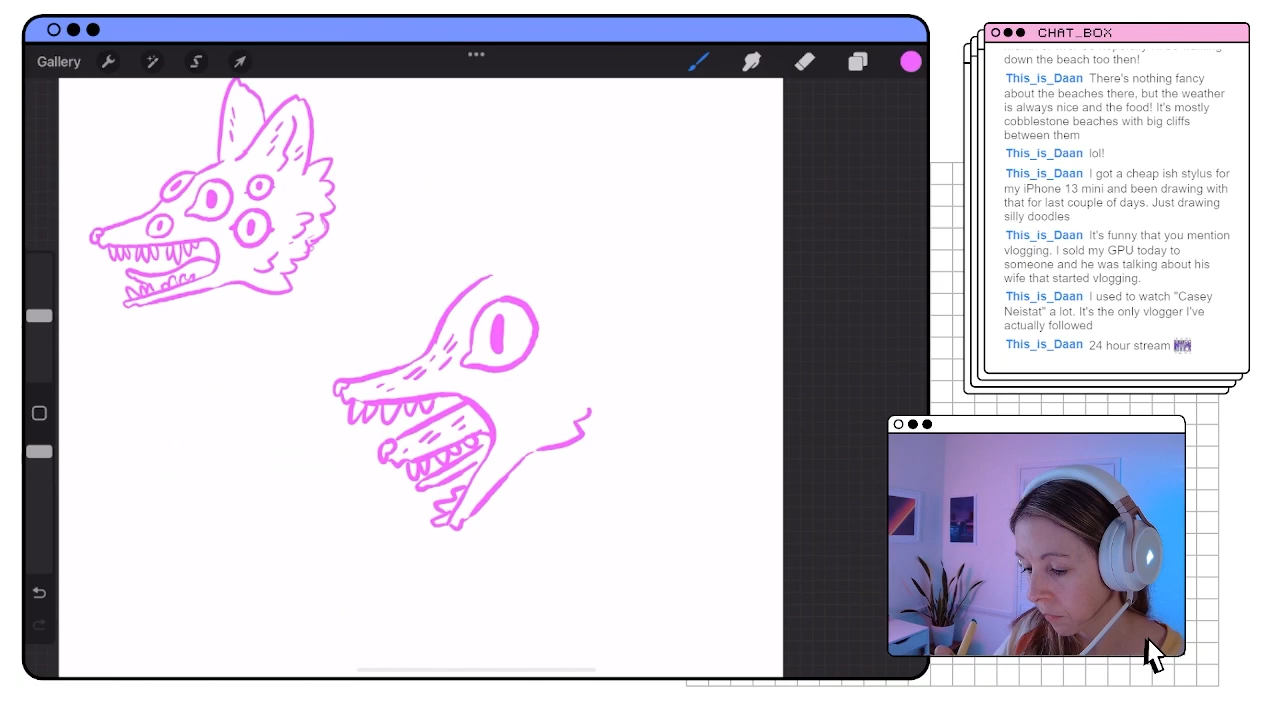 Gallery
CHAT_BOX
down the beach too then!
This_is_Daan There's nothing fancy
about the beaches there, but the weather
is always nice and the food! It's mostly
cobblestone beaches with big cliffs
between them
This_is_Daan lol!
This_is_Daan I got a cheap ish stylus for
my iPhone 13 mini and been drawing with
that for last couple of days. Just drawing
silly doodles
This_is_Daan It's funny that you mention
vlogging. I sold my GPU today to
someone and he was talking about his
wife that started vlogging.
This_is_Daan I used to watch "Casey
Neistat" a lot. It's the only vlogger I've
actually followed
This_is_Daan 24 hour stream